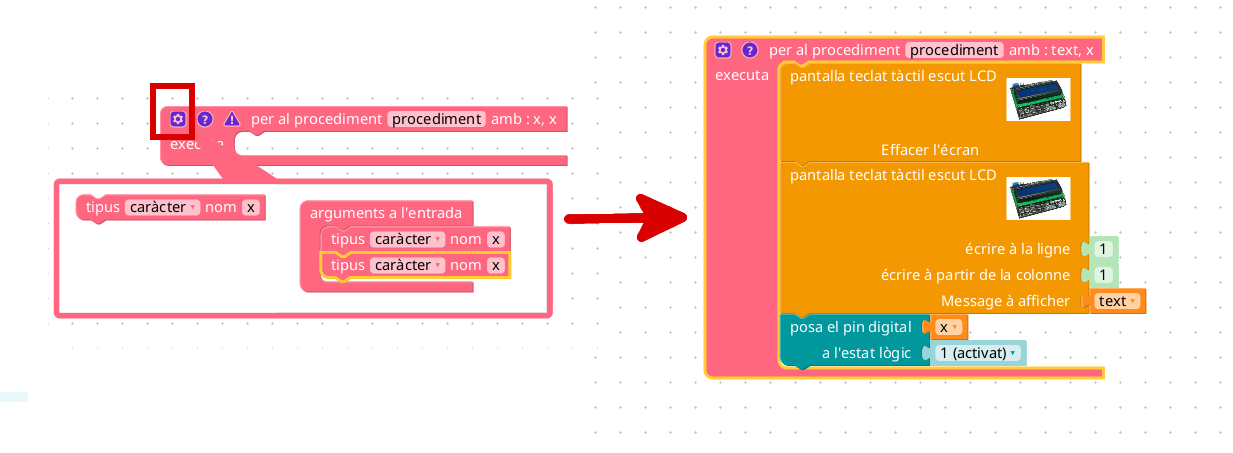 per al procediment procediment amb : x, x
executa
tipus caràcter nom x
arguments a l'entrada
tipus caràcter nom x
tipus caràcter nom x
per al procediment procediment amb : text, x
executa
pantalla teclat tàctil escut LCD
Effacer l'écran
pantalla teclat tàctil escut LCD
écrire à la ligne 1
écrire à partir de la colonne 1
Message à afficher text
posa el pin digital x
a l'estat lògic 1 (activat)